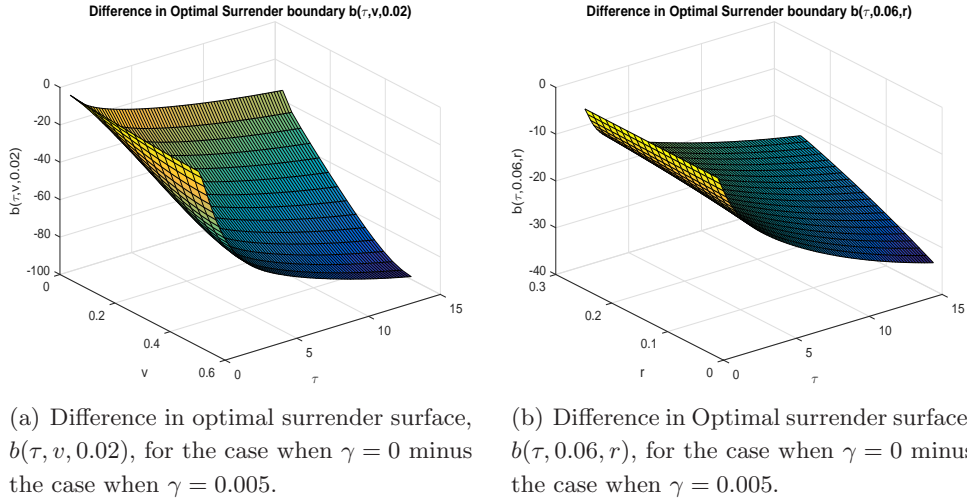 Difference in Optimal Surrender boundary b(τ,v,0.02)
0
-20
-40
-60
-80
-100
b(τ,v,0.02)
0
0.2
0.4
0.6
v
0
5
10
15
τ
Difference in Optimal Surrender boundary b(τ,0.06,r)
0
-10
-20
-30
-40
b(τ,0.06,r)
0.3
0.2
0.1
0
r
0
5
10
15
τ
(a) Difference in optimal surrender surface,
b(τ, v, 0.02), for the case when γ = 0 minus
the case when γ = 0.005.
(b) Difference in Optimal surrender surface
b(τ, 0.06, r), for the case when γ = 0 minus
the case when γ = 0.005.